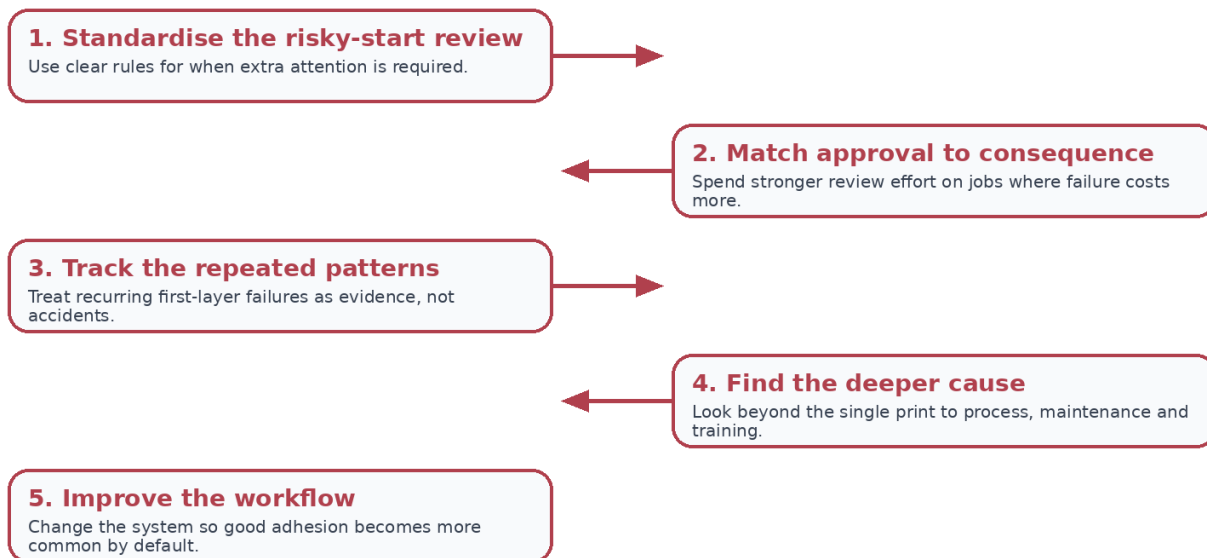 1. Standardise the risky-start review
Use clear rules for when extra attention is required.
2. Match approval to consequence
Spend stronger review effort on jobs where failure costs
more.
3. Track the repeated patterns
Treat recurring first-layer failures as evidence, not
accidents.
4. Find the deeper cause
Look beyond the single print to process, maintenance and
training.
5. Improve the workflow
Change the system so good adhesion becomes more
common by default.